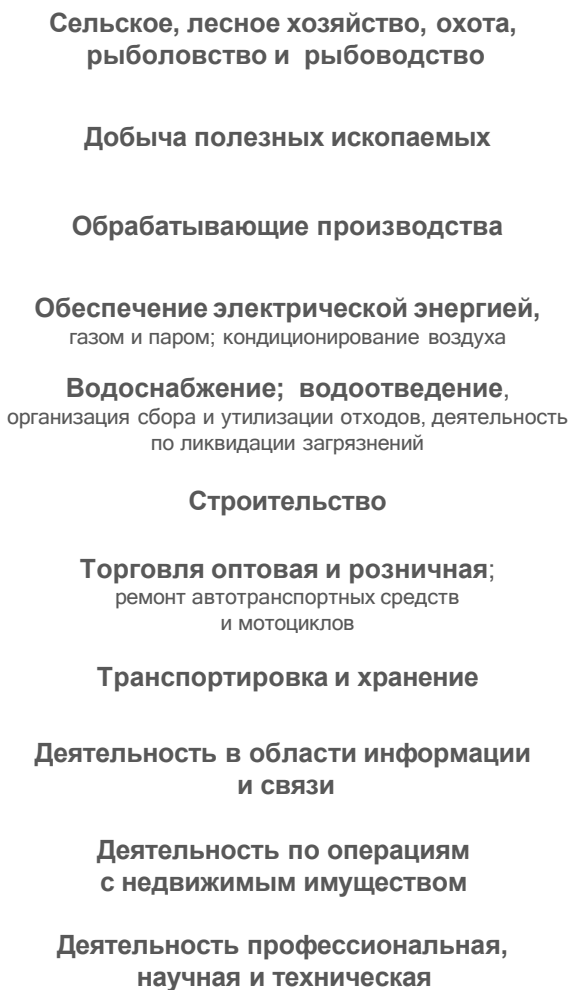 Сельское, лесное хозяйство, охота,
рыболовство и рыбоводство
Добыча полезных ископаемых
Обрабатывающие производства
Обеспечение электрической энергией,
газом и паром; кондиционирование воздуха
Водоснабжение; водоотведение,
организация сбора и утилизации отходов, деятельность
по ликвидации загрязнений
Строительство
Торговля оптовая и розничная;
ремонт автотранспортных средств
и мотоциклов
Транспортировка и хранение
Деятельность в области информации
и связи
Деятельность по операциям
с недвижимым имуществом
Деятельность профессиональная,
научная и техническая